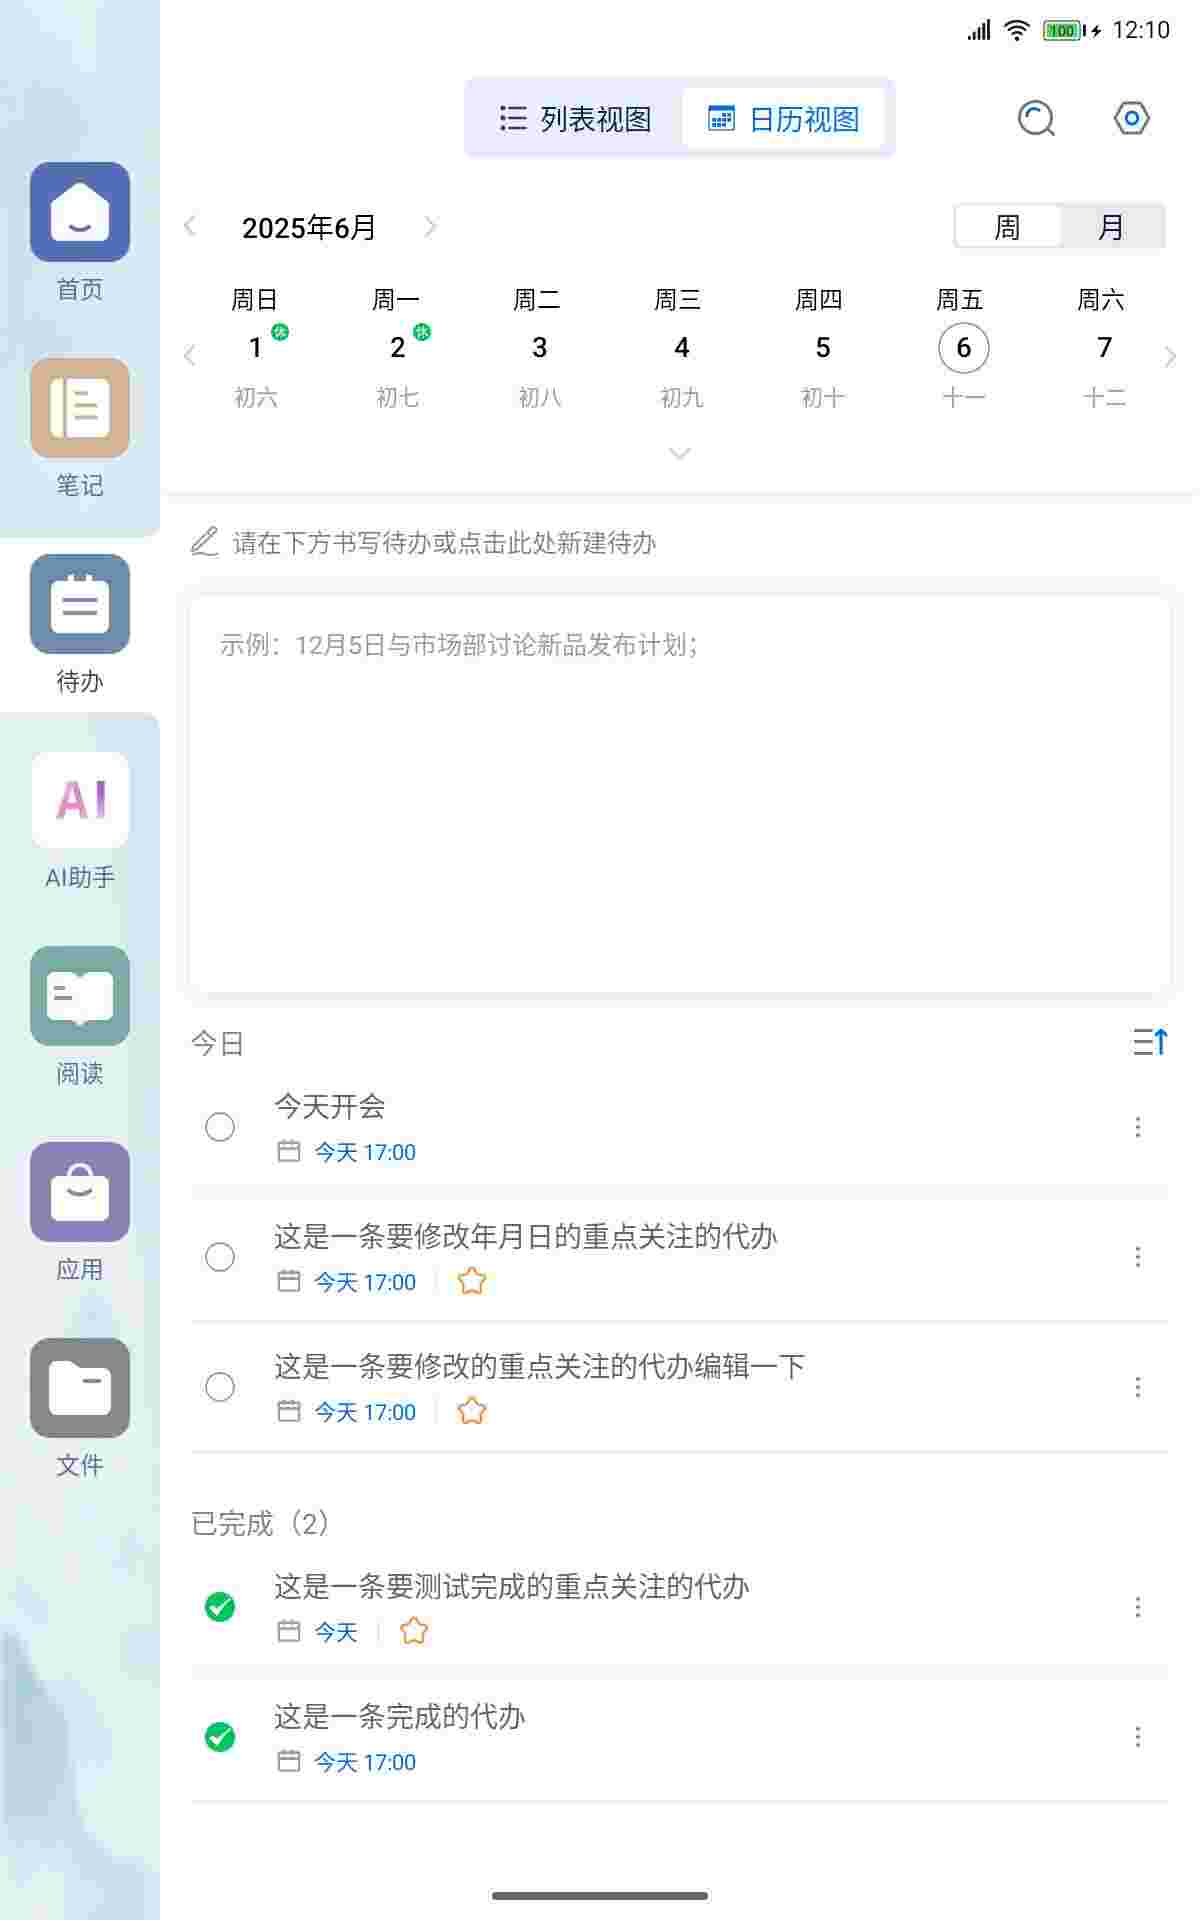 100 12:10
列表视图 日历视图
2025年6月
周 月
周日 周一 周二 周三 周四 周五 周六
1 休 2 休 3 4 5 6 7
初六 初七 初八 初九 初十 十一 十二
请在下方书写待办或点击此处新建待办
示例：12月5日与市场部讨论新品发布计划；
今日
今天开会
今天 17:00
这是一条要修改年月日的重点关注的代办
今天 17:00
这是一条要修改的重点关注的代办编辑一下
今天 17:00
已完成（2）
这是一条要测试完成的重点关注的代办
今天
这是一条完成的代办
今天 17:00
首页
笔记
待办
AI
AI助手
阅读
应用
文件